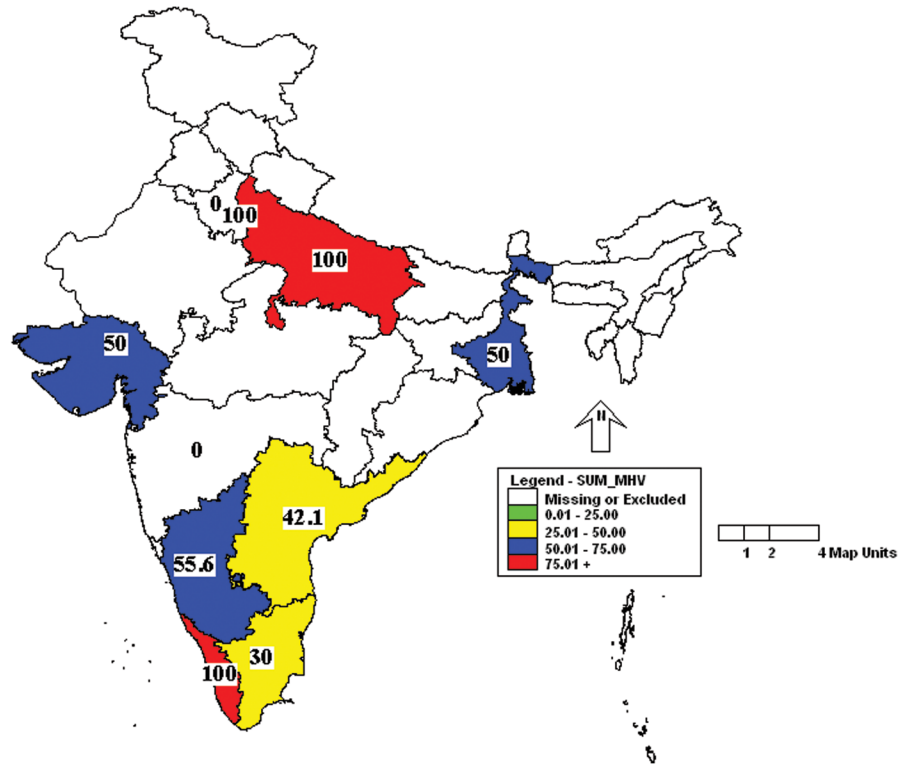 0
100
100
50
50
0
42.1
55.6
30
100
Legend - SUM_MHV
Missing or Excluded
0.01 - 25.00
25.01 - 50.00
50.01 - 75.00
75.01 +
1 2 4 Map Units